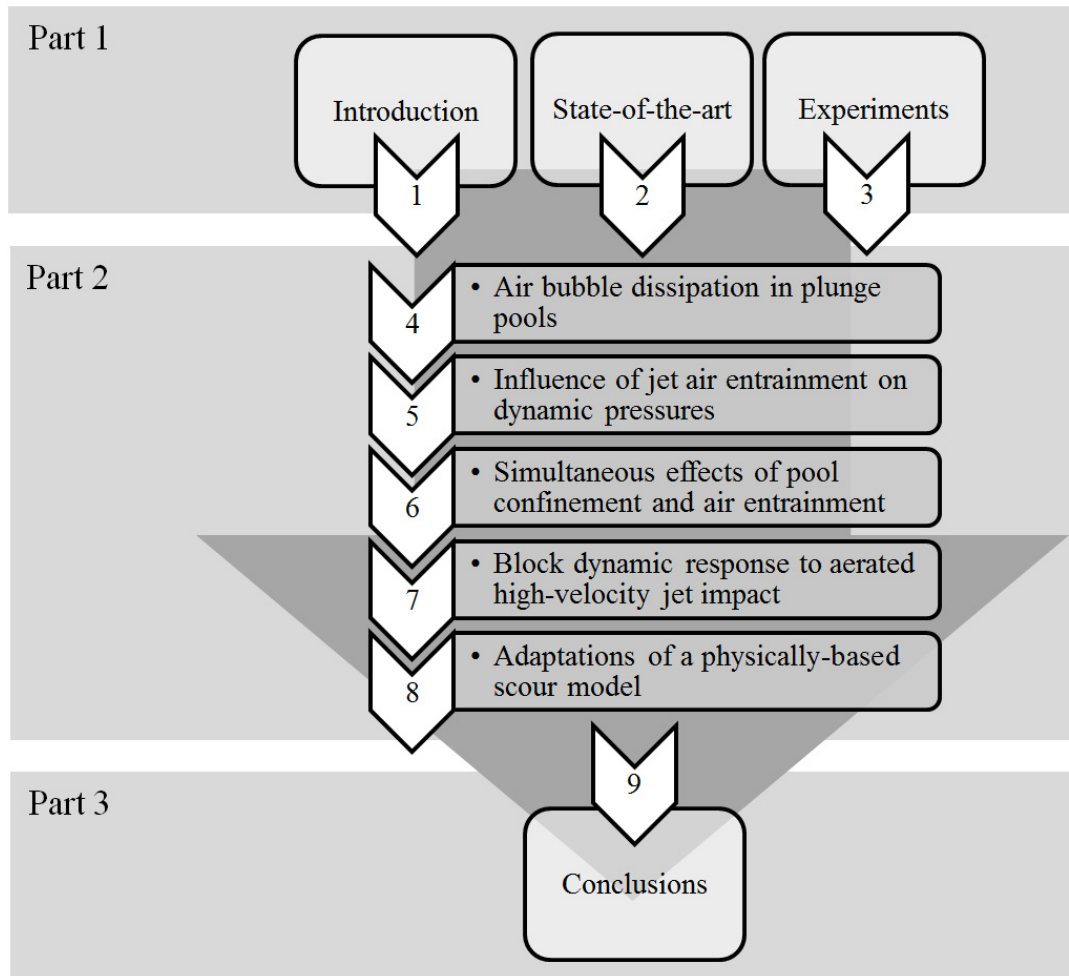 Part 1
Introduction
State-of-the-art
Experiments
1
2
3
Part 2
4
• Air bubble dissipation in plunge
pools
5
• Influence of jet air entrainment on
dynamic pressures
6
• Simultaneous effects of pool
confinement and air entrainment
7
• Block dynamic response to aerated
high-velocity jet impact
8
• Adaptations of a physically-based
scour model
9
Part 3
Conclusions